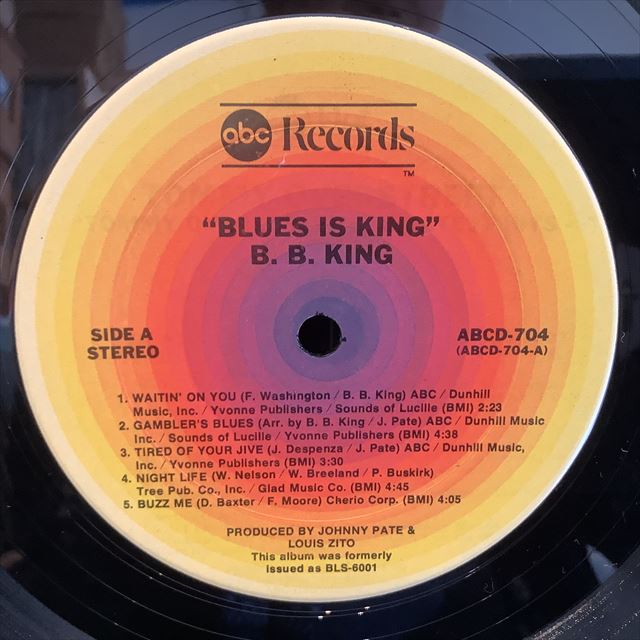 abc Records
TM
"BLUES IS KING"
B. B. KING
SIDE A
STEREO
ABCD-704
(ABCD-704-A)
1. WAITIN' ON YOU (F. Washington / B. B. King) ABC / Dunhill
Music, Inc. / Yvonne Publishers / Sounds of Lucille (BMI) 2:23
2. GAMBLER'S BLUES (Arr. by B. B. King / J. Pate) ABC / Dunhill Music
Inc. / Sounds of Lucille / Yvonne Publishers (BMI) 4:38
3. TIRED OF YOUR JIVE (J. Despenza / J. Pate) ABC / Dunhill Music,
Inc. / Yvonne Publishers (BMI) 3:30
4. NIGHT LIFE (W. Nelson / W. Breeland / P. Buskirk)
Tree Pub. Co., Inc. / Glad Music Co. (BMI) 4:45
5. BUZZ ME (D. Baxter / F. Moore) Cherio Corp. (BMI) 4:05
PRODUCED BY JOHNNY PATE &
LOUIS ZITO
This album was formerly
issued as BLS-6001